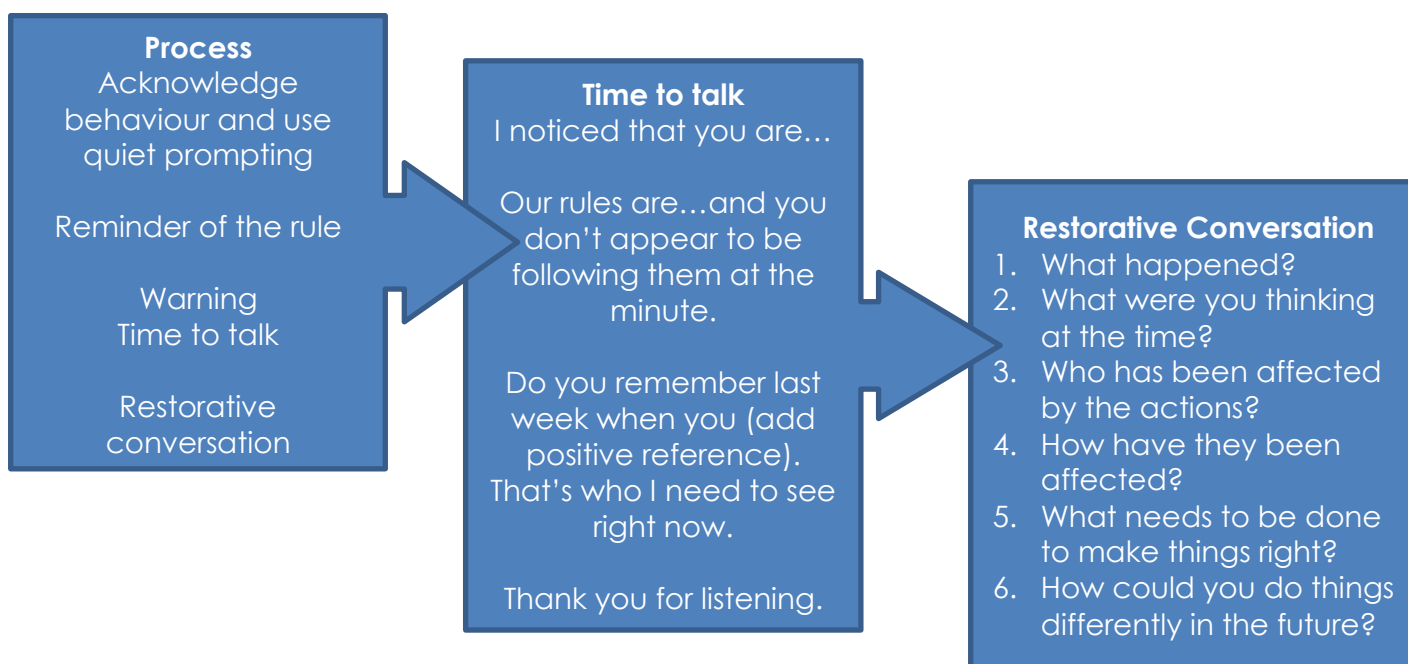 Process
Acknowledge
behaviour and use
quiet prompting
Reminder of the rule
Warning
Time to talk
Restorative
conversation
Time to talk
I noticed that you are…
Our rules are…and you
don’t appear to be
following them at the
minute.
Do you remember last
week when you (add
positive reference).
That’s who I need to see
right now.
Thank you for listening.
Restorative Conversation
1. What happened?
2. What were you thinking
at the time?
3. Who has been affected
by the actions?
4. How have they been
affected?
5. What needs to be done
to make things right?
6. How could you do things
differently in the future?